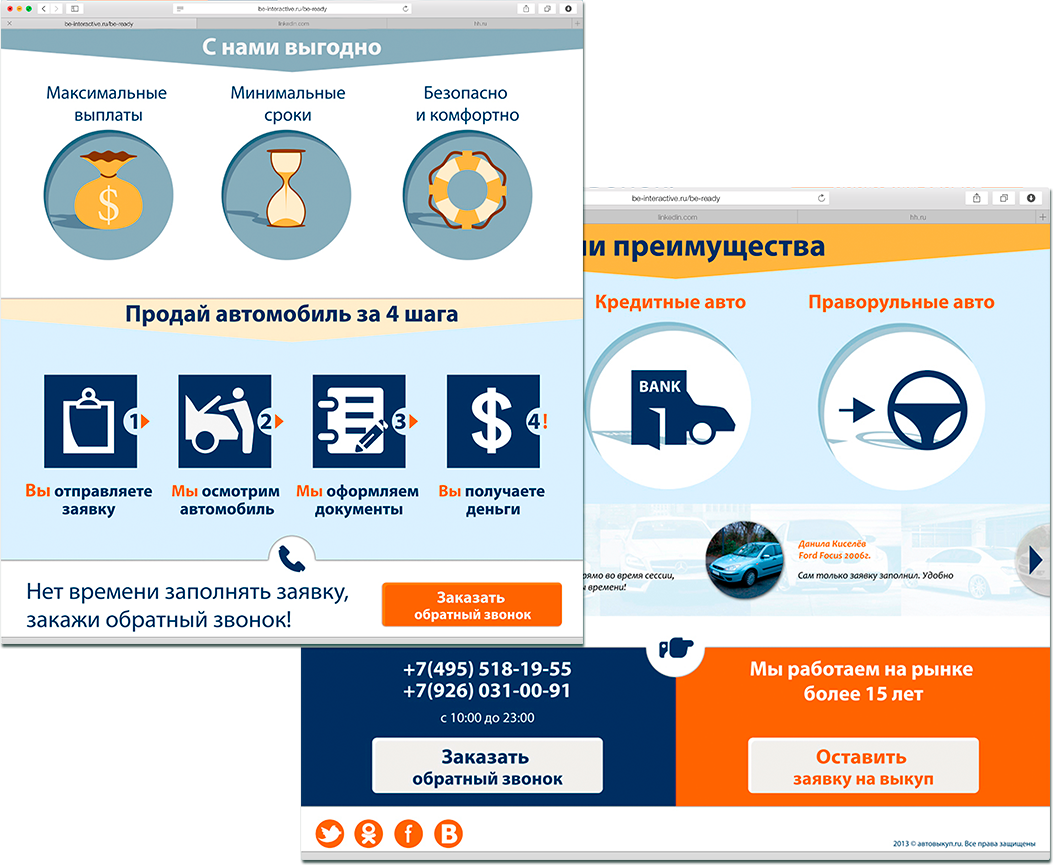 be-interactive.ru/be-ready
be-interactive.ru/be-ready
linkedin.com
hh.ru
С нами выгодно
Максимальные
выплаты
Минимальные
сроки
Безопасно
и комфортно
$
Продай автомобиль за 4 шага
1
2
3
$
4!
Вы отправляете
заявку
Мы осмотрим
автомобиль
Мы оформляем
документы
Вы получаете
деньги
Нет времени заполнять заявку,
закажи обратный звонок!
Заказать
обратный звонок
be-interactive.ru/be-ready
linkedin.com
hh.ru
и преимущества
Кредитные авто
Праворульные авто
BANK
Данила Киселёв
Ford Focus 2006г.
Сам только заявку заполнил. Удобно
рямо во время сессии,
ы времени!
+7(495) 518-19-55
+7(926) 031-00-91
с 10:00 до 23:00
Заказать
обратный звонок
Мы работаем на рынке
более 15 лет
Оставить
заявку на выкуп
f
B
2013 © автовыкуп.ru. Все права защищены